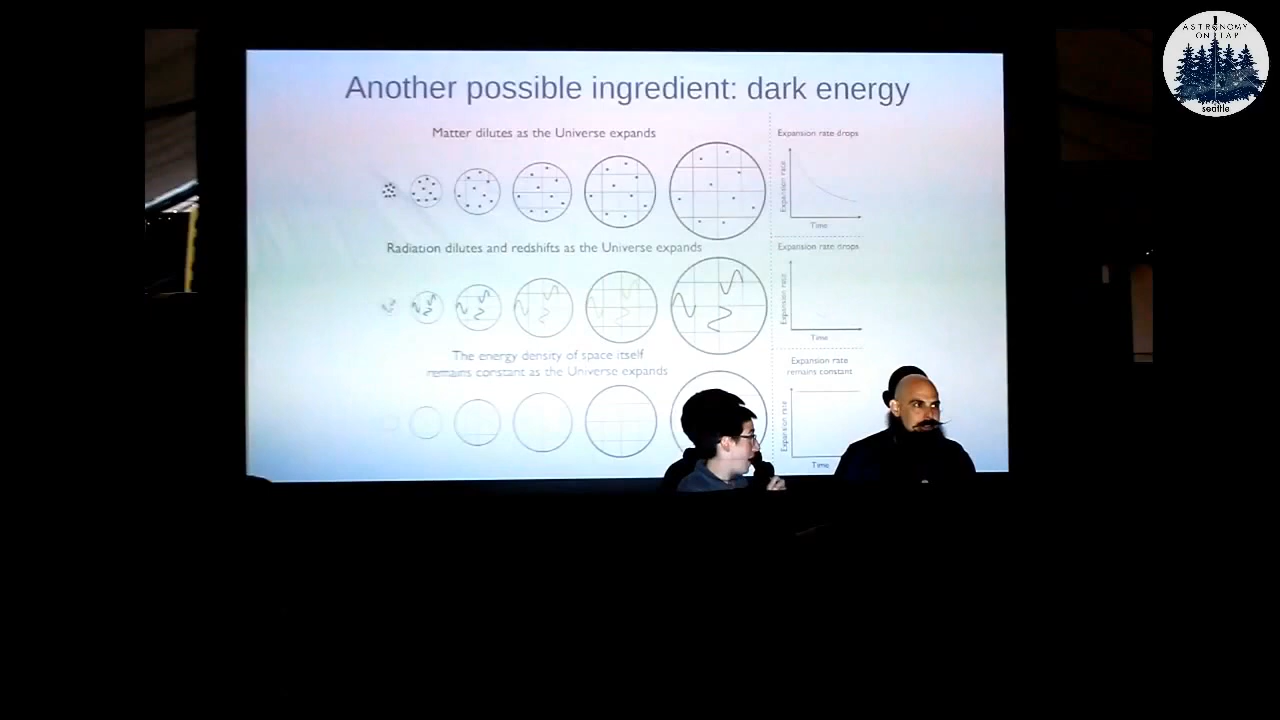 ASTRONOMY
ON TAP
seattle
Another possible ingredient: dark energy
Matter dilutes as the Universe expands
Expansion rate drops
Expansion rate
Time
Radiation dilutes and redshifts as the Universe expands
Expansion rate drops
Expansion rate
Time
The energy density of space itself
remains constant as the Universe expands
Expansion rate
remains constant
Expansion rate
Time